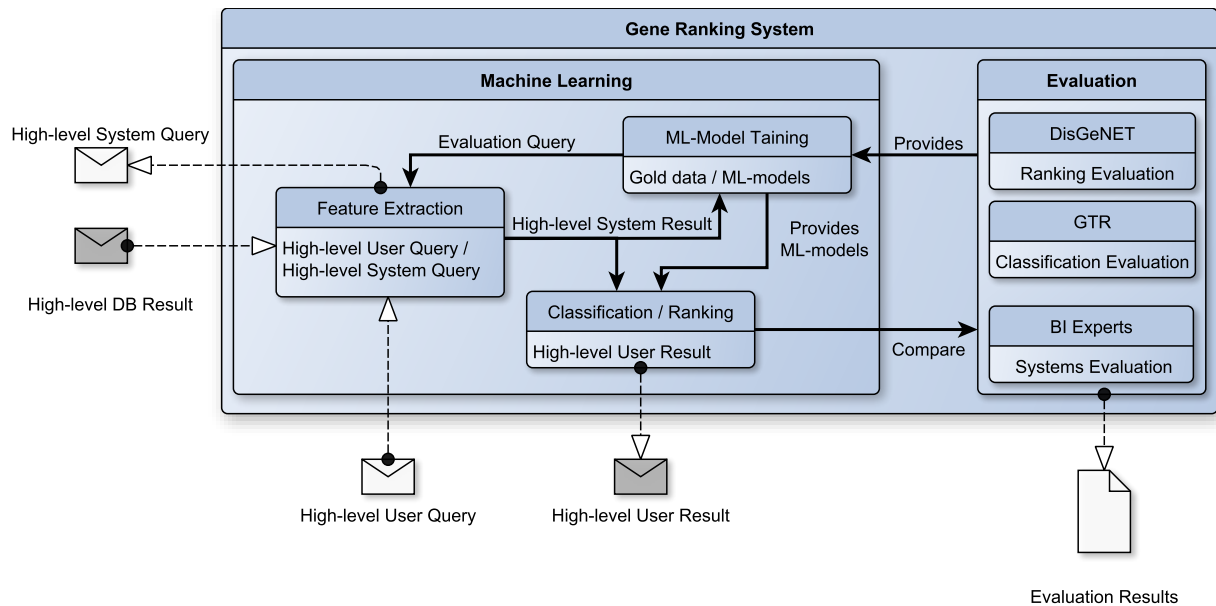 Gene Ranking System
Machine Learning
Evaluation
High-level System Query
Evaluation Query
ML-Model Taining
Gold data / ML-models
Provides
DisGeNET
Ranking Evaluation
Feature Extraction
High-level User Query /
High-level System Query
High-level System Result
Provides
ML-models
GTR
Classification Evaluation
High-level DB Result
Classification / Ranking
High-level User Result
Compare
BI Experts
Systems Evaluation
High-level User Query
High-level User Result
Evaluation Results